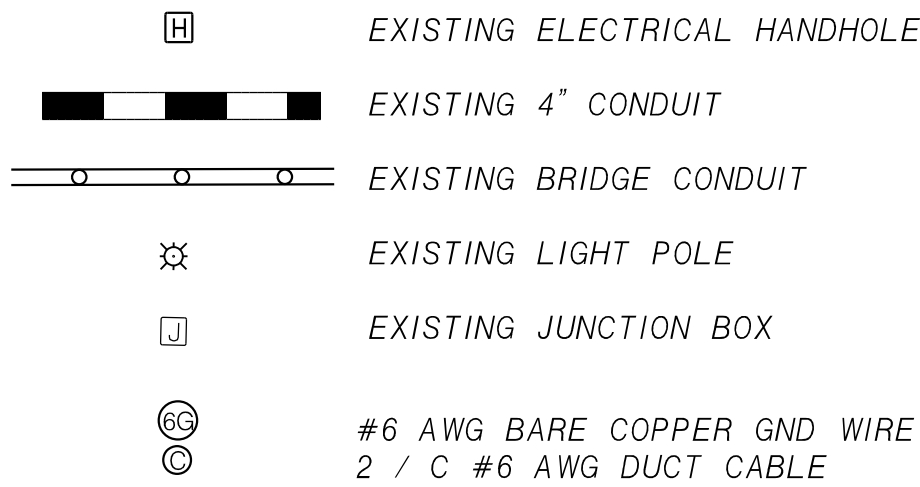 H EXISTING ELECTRICAL HANDHOLE
EXISTING 4" CONDUIT
EXISTING BRIDGE CONDUIT
EXISTING LIGHT POLE
J EXISTING JUNCTION BOX
6G #6 AWG BARE COPPER GND WIRE
C 2 / C #6 AWG DUCT CABLE